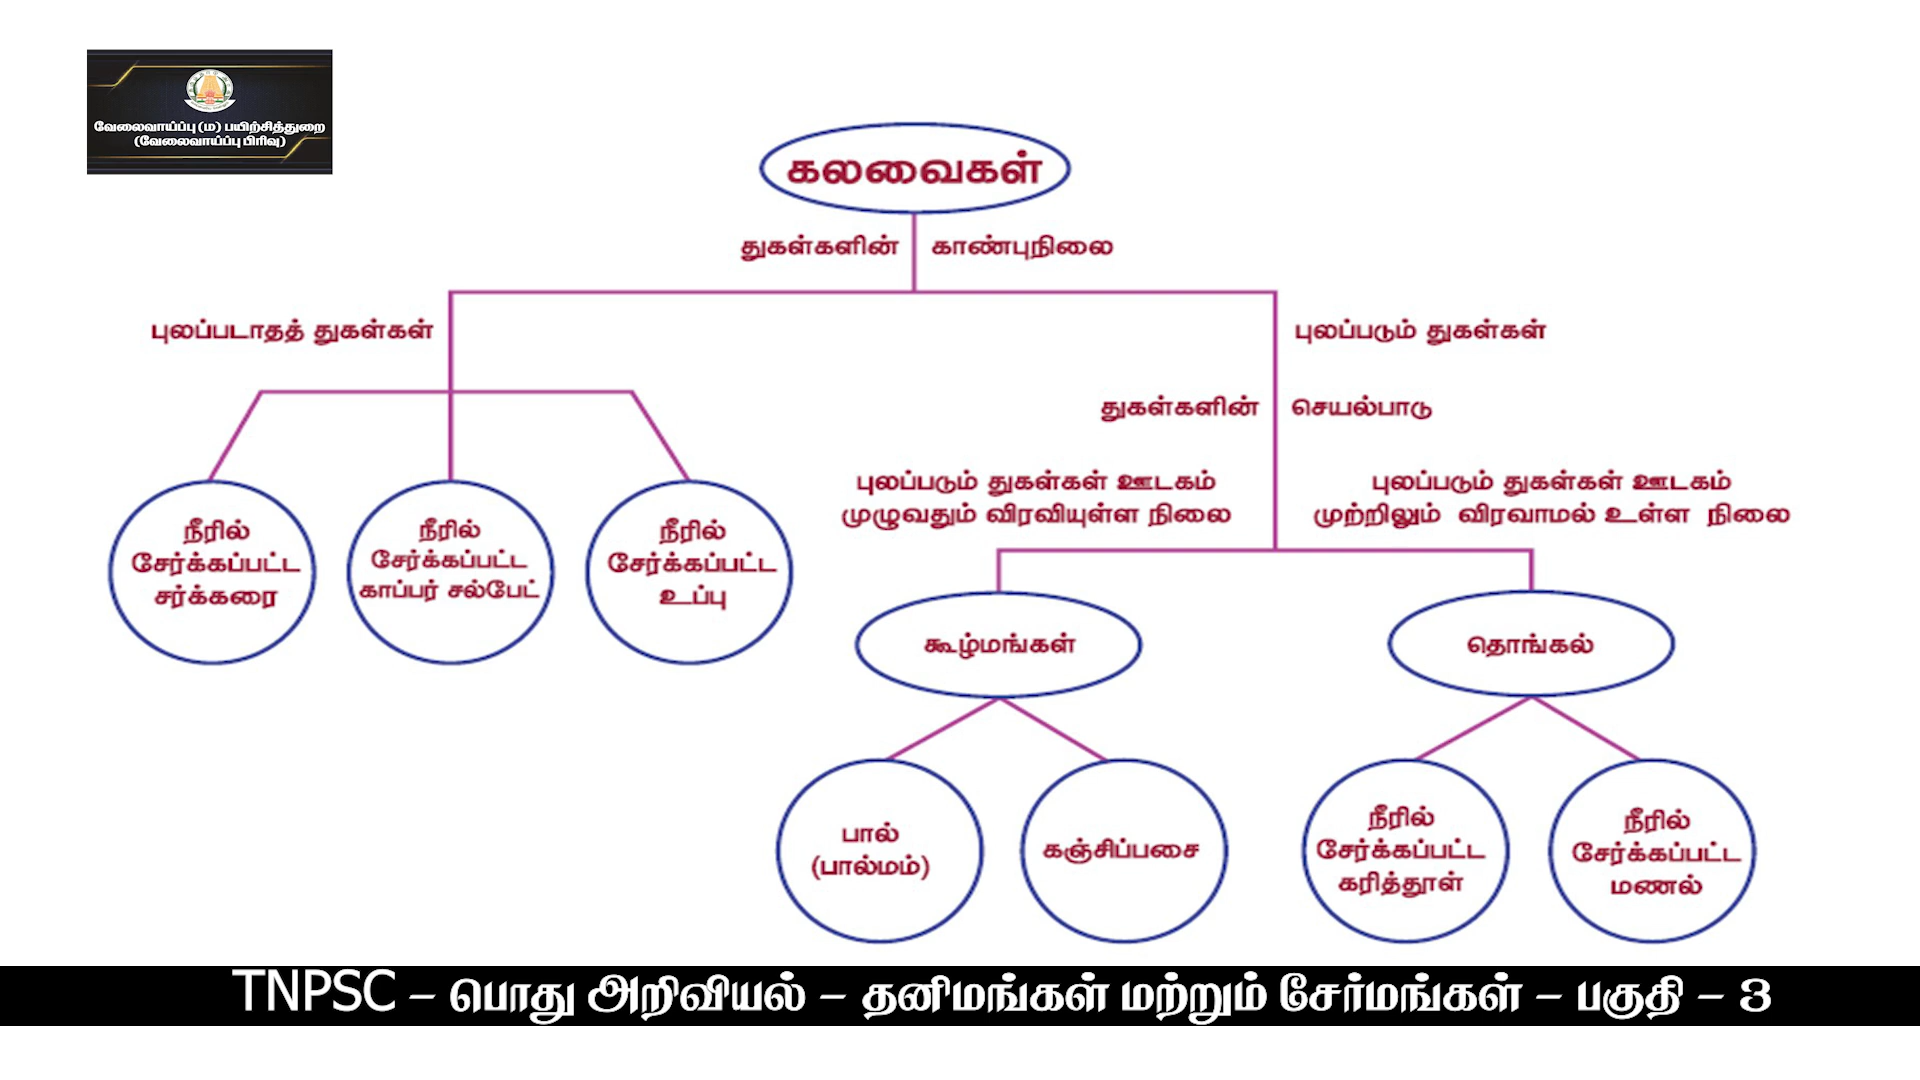 வேலைவாய்ப்பு (ம) பயிற்சித்துறை
(வேலைவாய்ப்பு பிரிவு)
கலவைகள்
துகள்களின் காண்புநிலை
புலப்படாதத் துகள்கள்
புலப்படும் துகள்கள்
துகள்களின் செயல்பாடு
புலப்படும் துகள்கள் ஊடகம்
முழுவதும் விரவியுள்ள நிலை
புலப்படும் துகள்கள் ஊடகம்
முற்றிலும் விரவாமல் உள்ள நிலை
நீரில்
சேர்க்கப்பட்ட
சர்க்கரை
நீரில்
சேர்க்கப்பட்ட
காப்பர் சல்பேட்
நீரில்
சேர்க்கப்பட்ட
உப்பு
கூழ்மங்கள்
தொங்கல்
பால்
(பால்மம்)
கஞ்சிப்பசை
நீரில்
சேர்க்கப்பட்ட
கரித்தூள்
நீரில்
சேர்க்கப்பட்ட
மணல்
TNPSC – பொது அறிவியல் – தனிமங்கள் மற்றும் சேர்மங்கள் – பகுதி – 3